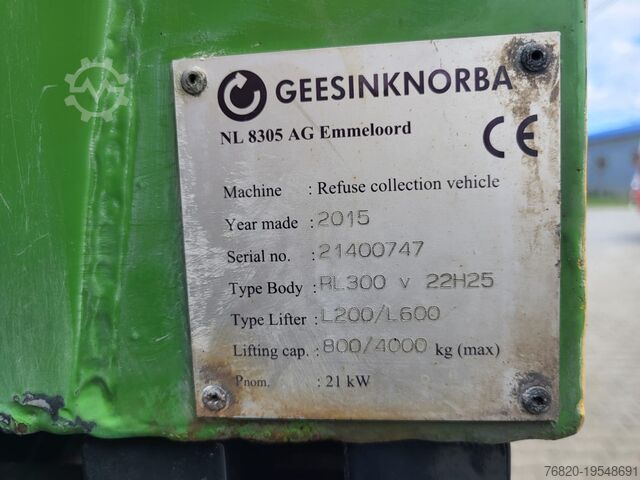 GEESINKNORBA
NL 8305 AG Emmeloord
CE
Machine : Refuse collection vehicle
Year made : 2015
Serial no. : 21400747
Type Body : RL300 v 22H25
Type Lifter : L200/L600
Lifting cap. : 800/4000 kg (max)
Pnom. : 21 kW
76820-19548691